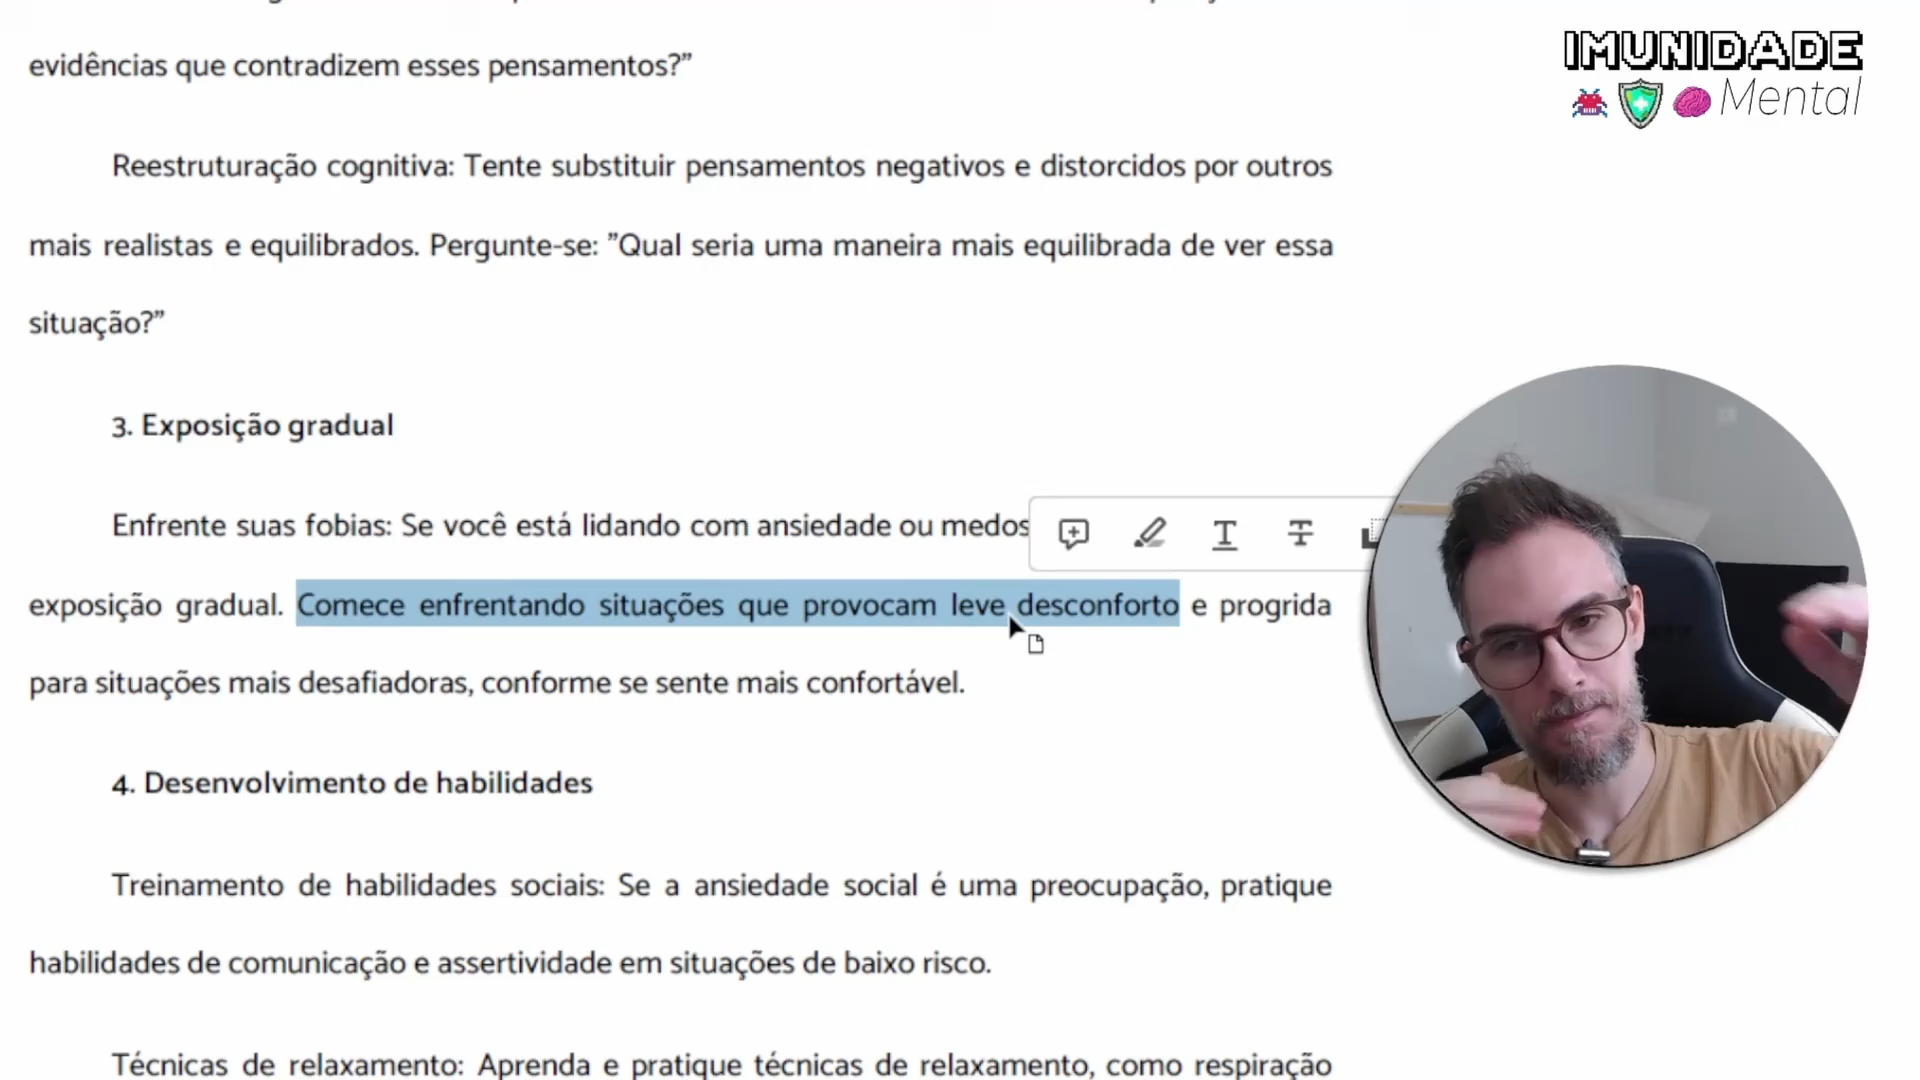 IMUNIDADE
Mental
evidências que contradizem esses pensamentos?”
Reestruturação cognitiva: Tente substituir pensamentos negativos e distorcidos por outros
mais realistas e equilibrados. Pergunte-se: ”Qual seria uma maneira mais equilibrada de ver essa
situação?”
3. Exposição gradual
Enfrente suas fobias: Se você está lidando com ansiedade ou medos
exposição gradual. Comece enfrentando situações que provocam leve desconforto e progrida
para situações mais desafiadoras, conforme se sente mais confortável.
4. Desenvolvimento de habilidades
Treinamento de habilidades sociais: Se a ansiedade social é uma preocupação, pratique
habilidades de comunicação e assertividade em situações de baixo risco.
Técnicas de relaxamento: Aprenda e pratique técnicas de relaxamento, como respiração